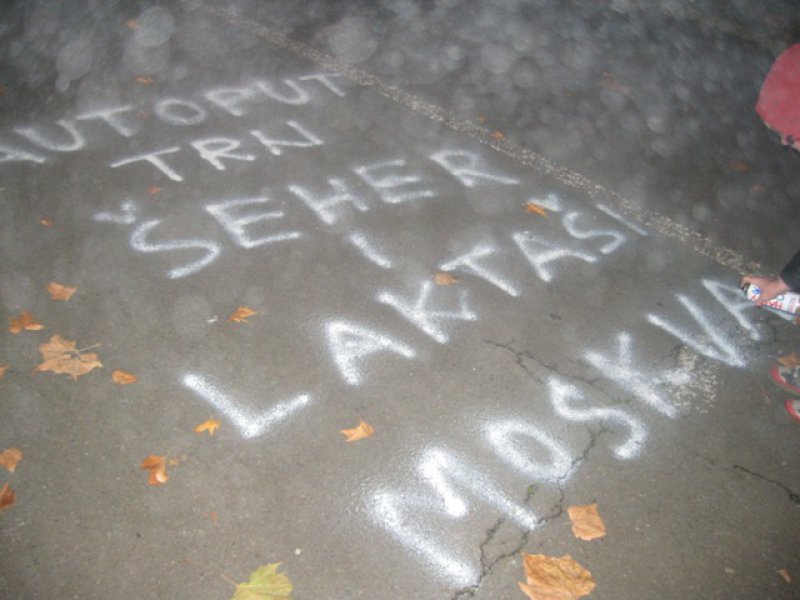 AUTOPUT
TRN
ŠEHER
I
LAKTAŠI
MOSKVA